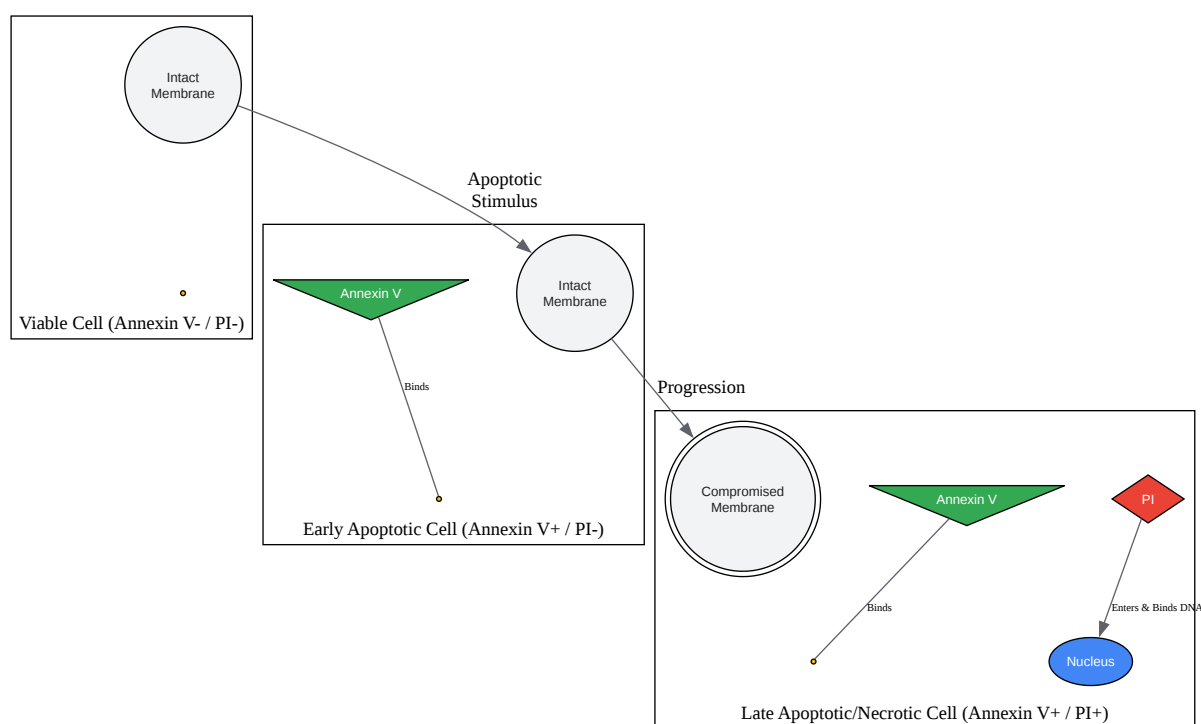 Intact
Membrane
Apoptotic
Stimulus
Viable Cell (Annexin V- / PI-)
Annexin V
Intact
Membrane
Binds
Progression
Early Apoptotic Cell (Annexin V+ / PI-)
Compromised
Membrane
Annexin V
PI
Binds
Enters & Binds DNA
Nucleus
Late Apoptotic/Necrotic Cell (Annexin V+ / PI+)